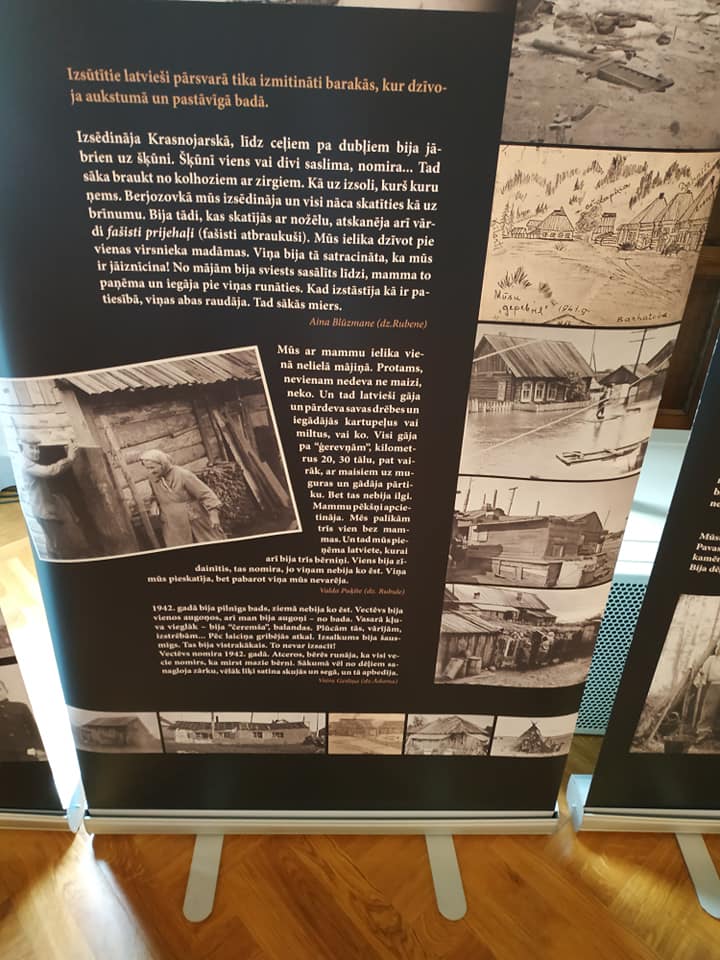 Izsūtītie latvieši pārsvarā tika izmitināti barakās, kur dzīvo-
ja aukstumā un pastāvīgā badā.
Izsēdināja Krasnojarskā, līdz ceļiem pa dubļiem bija jā-
brien uz šķūni. Šķūnī viens vai divi saslima, nomira... Tad
sāka braukt no kolhoziem ar zirgiem. Kā uz izsoli, kurš kuru
ņems. Berjozovkā mūs izsēdināja un visi nāca skatīties kā uz
brīnumu. Bija tādi, kas skatījās ar nožēlu, atskanēja arī vār-
di fašisti prijehaļi (fašisti atbraukuši). Mūs ielika dzīvot pie
vienas virsnieka madāmas. Viņa bija tā satracināta, ka mūs
ir jāiznīcina! No mājām bija sviests sasālīts līdzi, mamma to
paņēma un iegāja pie viņas runāties. Kad izstāstīja kā ir pa-
tiesībā, viņas abas raudāja. Tad sākās miers.
Aina Blūzmane (dz.Rubene)
Mūs ar mammu ielika vie-
nā nelielā mājiņā. Protams,
nevienam nedeva ne maizi,
neko. Un tad latvieši gāja
un pārdeva savas drēbes un
iegādājās kartupeļus vai
miltus, vai ko. Visi gāja
pa “ģerevņām”, kilomet-
rus 20, 30 tālu, pat vai-
rāk, ar maisiem uz mu-
guras un gādāja pārti-
ku. Bet tas nebija ilgi.
Mammu pēkšņi apcie-
tināja. Mēs palikām
trīs vien bez mam-
mas. Un tad mūs pie-
ņēma latviete, kurai
arī bija trīs bērniņi. Viens bija zī-
dainītis, tas nomira, jo viņam nebija ko ēst. Viņa
mūs pieskatīja, bet pabarot viņa mūs nevarēja.
Valda Puķīte (dz. Rubule)
1942. gadā bija pilnīgs bads, ziemā nebija ko ēst. Vectēvs bija
vienos augoņos, arī man bija augoņi – no bada. Vasarā kļu-
va vieglāk – bija “čeremša”, balandas. Plūcām tās, vārījām,
izstrēbām... Pēc laiciņa gribējās atkal. Izsalkums bija šaus-
mīgs. Tas bija vistrakākais. To nevar izsacīt!
Vectēvs nomira 1942. gadā. Atceros, bērēs runāja, ka visi ve-
cie nomirs, ka mirst mazie bērni. Sākumā vēl no dēļiem sa-
nagloja zārku, vēlāk līķi satina skujās un segā, un tā apbedīja.
Vaira Gerliņa (dz.Ādama)
Mūsu
"ģerebņa" 1941.g